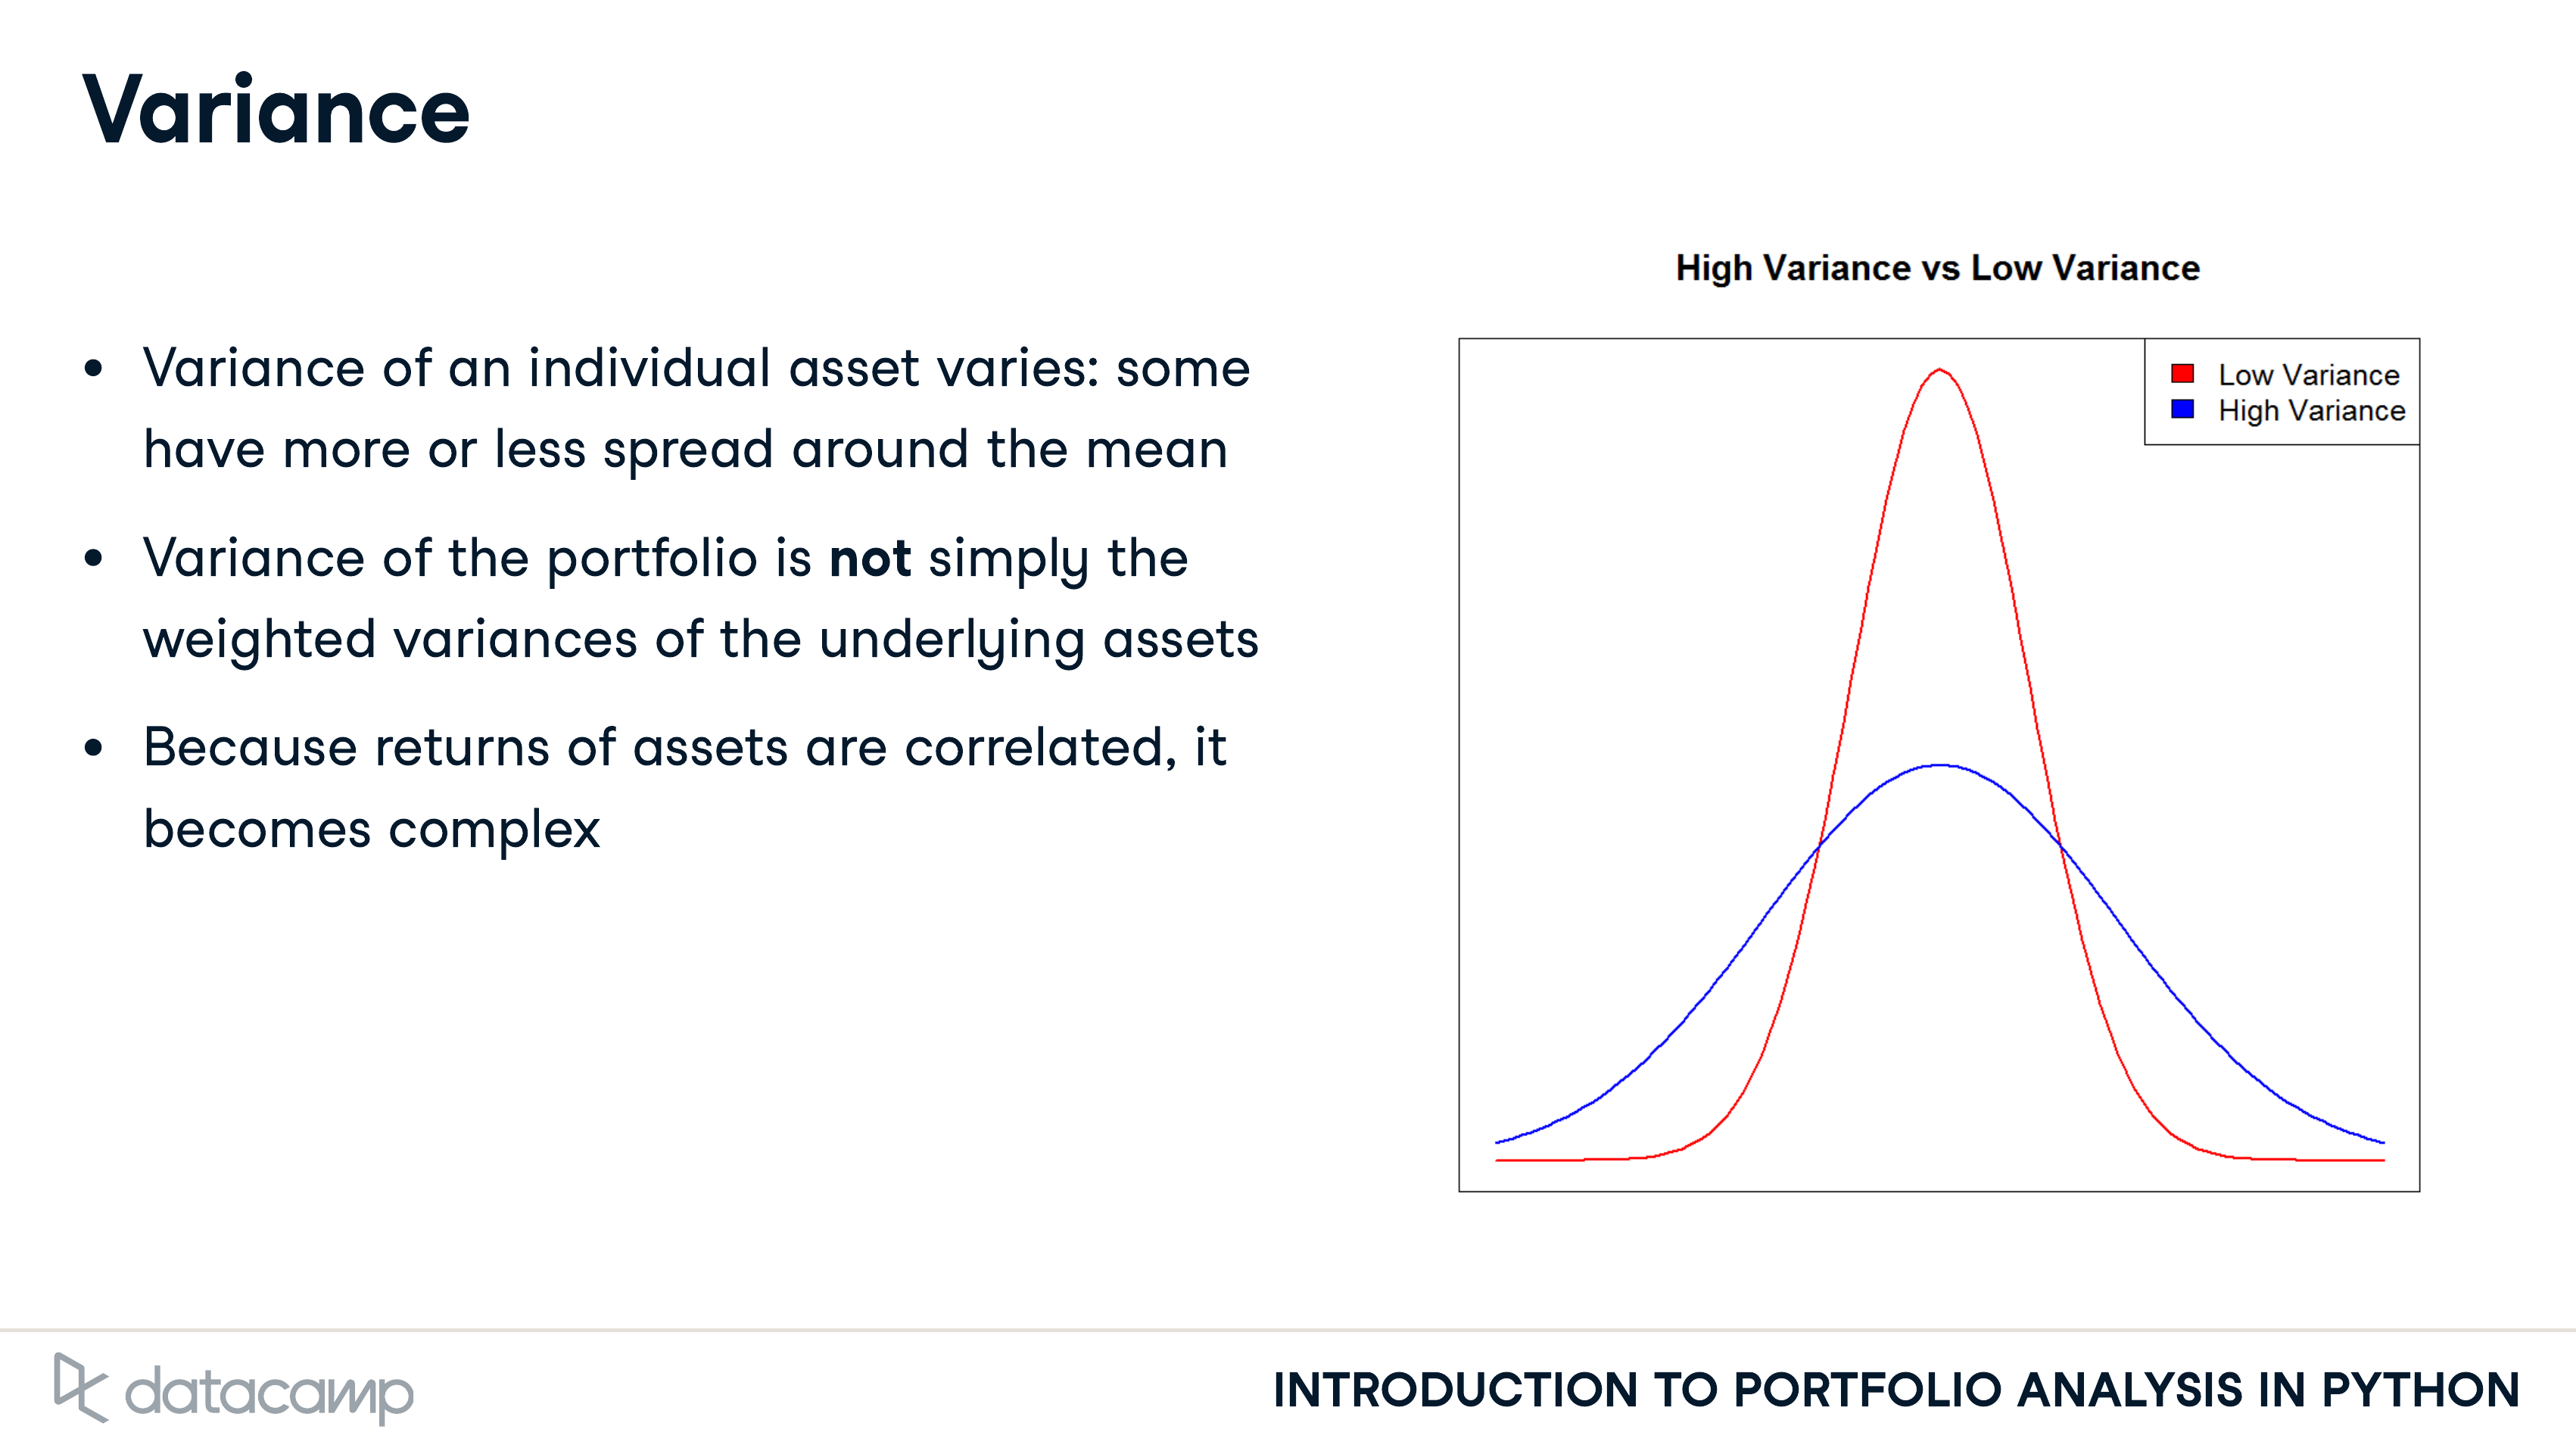 Variance
• Variance of an individual asset varies: some
have more or less spread around the mean
• Variance of the portfolio is not simply the
weighted variances of the underlying assets
• Because returns of assets are correlated, it
becomes complex
High Variance vs Low Variance
Low Variance
High Variance
datacamp
INTRODUCTION TO PORTFOLIO ANALYSIS IN PYTHON